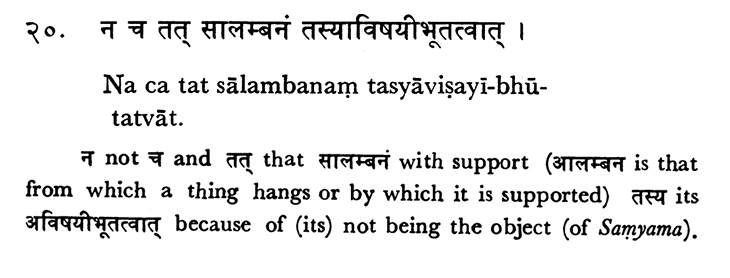 २०. न च तत् सालम्बनं तस्याविषयीभूतत्वात् ।
Na ca tat sālambanaṃ tasyāviṣayī-bhū-
tatvāt.
न not च and तत् that सालम्बनं with support (आलम्बन is that
from which a thing hangs or by which it is supported) तस्य its
अविषयीभूतत्वात् because of (its) not being the object (of Saṃyama).